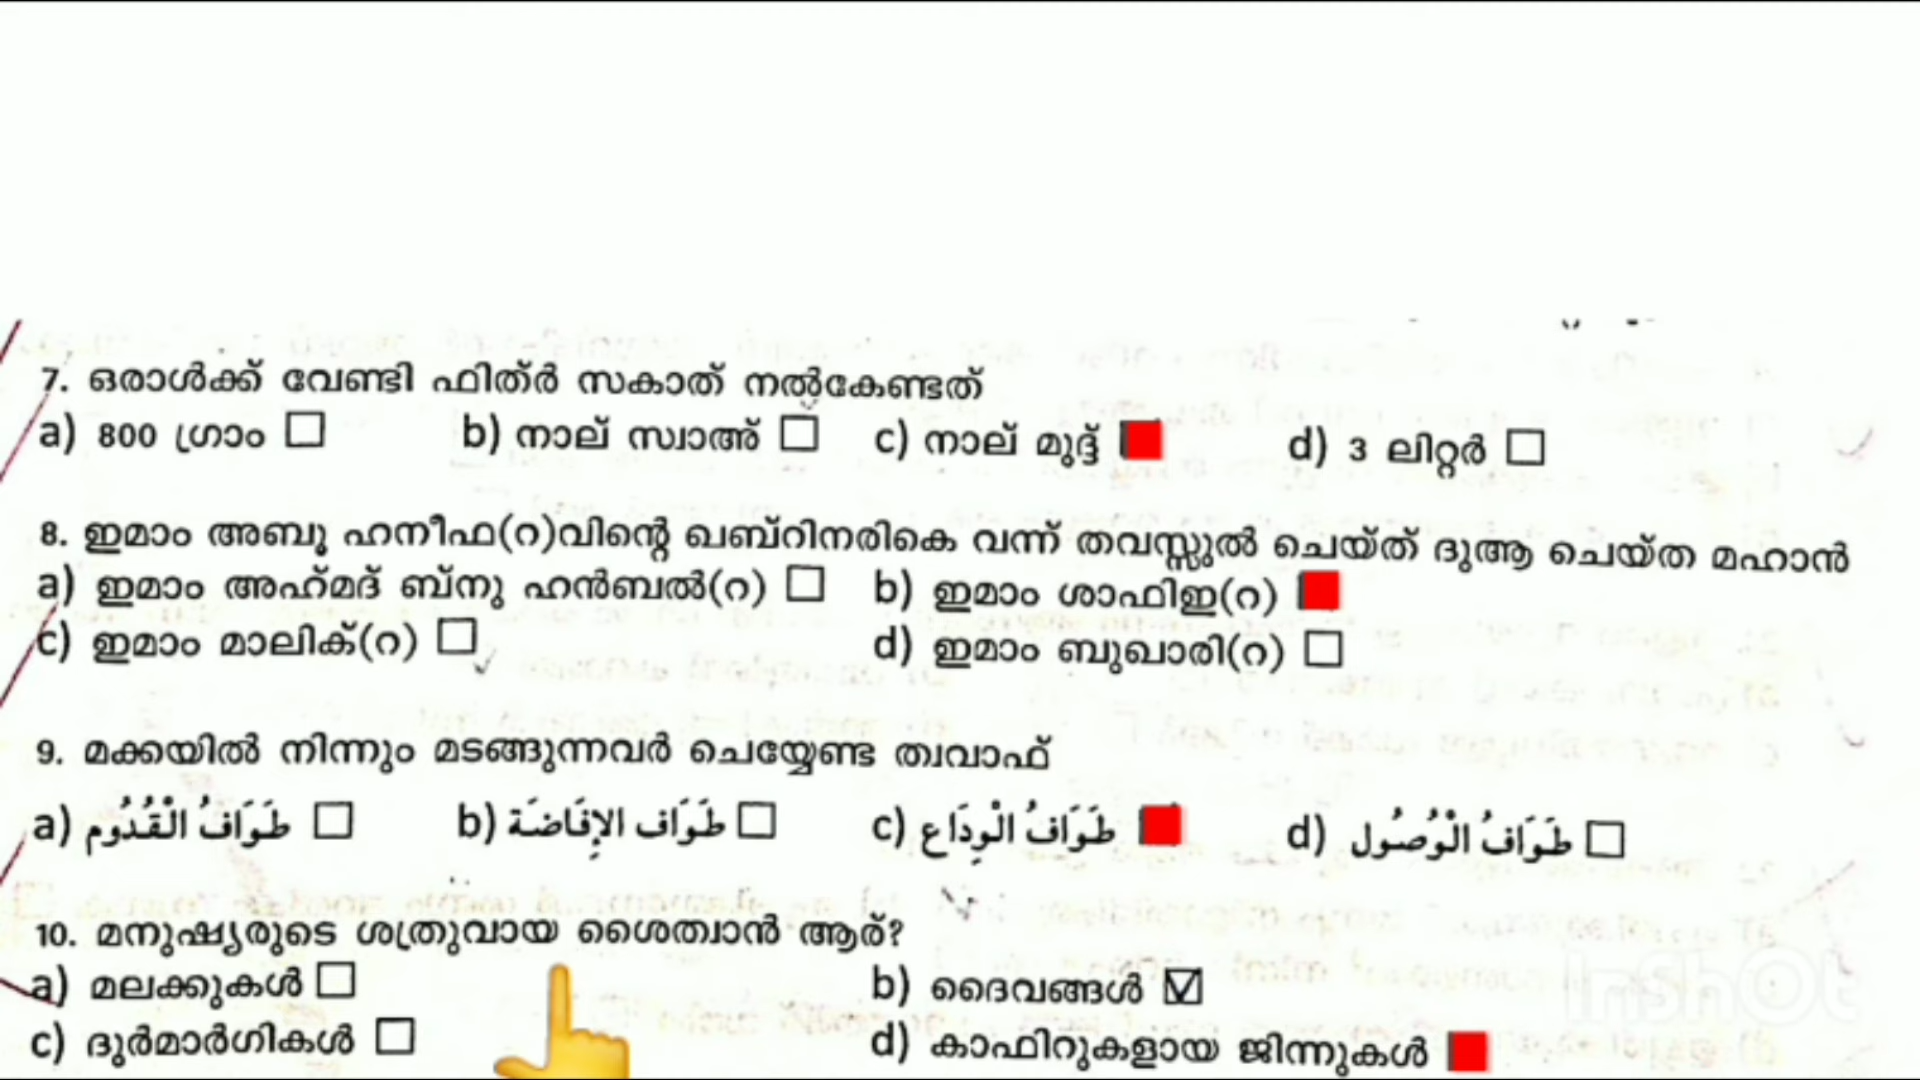 7. ഒരാൾക്ക് വേണ്ടി ഫിത്ർ സകാത് നൽകേണ്ടത്
a) 800 ഗ്രാം b) നാല് സ്വാഅ് c) നാല് മുദ്ദ് d) 3 ലിറ്റർ
8. ഇമാം അബൂ ഹനീഫ(റ)വിന്റെ ഖബ്റിനരികെ വന്ന് തവസ്സുൽ ചെയ്ത് ദുആ ചെയ്ത മഹാൻ
a) ഇമാം അഹ്മദ് ബ്നു ഹൻബൽ(റ) b) ഇമാം ശാഫിഇ(റ)
c) ഇമാം മാലിക്(റ) d) ഇമാം ബുഖാരി(റ)
9. മക്കയിൽ നിന്നും മടങ്ങുന്നവർ ചെയ്യേണ്ട ത്വവാഫ്
a) طَوَافُ الْقُدُوم b) طَوَاف الإِفَاضَة c) طَوَافُ الْوِدَاع d) طَوَافُ الْوُصُول
10. മനുഷ്യരുടെ ശത്രുവായ ശൈത്വാൻ ആര്?
a) മലക്കുകൾ b) ദൈവങ്ങൾ
c) ദുർമാർഗികൾ d) കാഫിറുകളായ ജിന്നുകൾ
InShOt